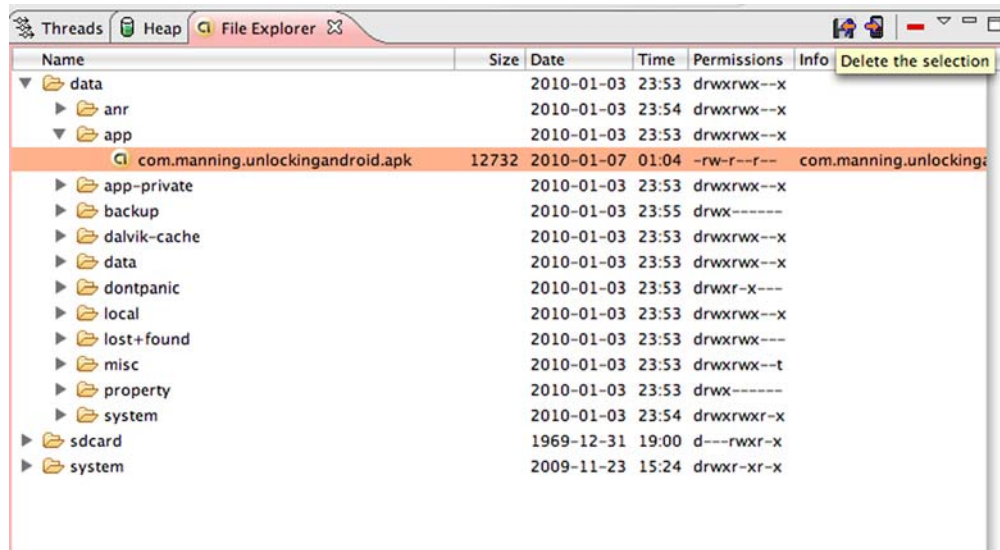 Threads Heap File Explorer
Name Size Date Time Permissions Info Delete the selection
data 2010-01-03 23:53 drwxrwx--x
anr 2010-01-03 23:54 drwxrwx--x
app 2010-01-03 23:53 drwxrwx--x
com.manning.unlockingandroid.apk 12732 2010-01-07 01:04 -rw-r--r-- com.manning.unlockinga
app-private 2010-01-03 23:53 drwxrwx--x
backup 2010-01-03 23:55 drwx------
dalvik-cache 2010-01-03 23:53 drwxrwx--x
data 2010-01-03 23:53 drwxrwx--x
dontpanic 2010-01-03 23:53 drwxr-x---
local 2010-01-03 23:53 drwxrwx--x
lost+found 2010-01-03 23:53 drwxrwx---
misc 2010-01-03 23:53 drwxrwx--t
property 2010-01-03 23:53 drwx------
system 2010-01-03 23:54 drwxrwxr-x
sdcard 1969-12-31 19:00 d---rwxr-x
system 2009-11-23 15:24 drwxr-xr-x